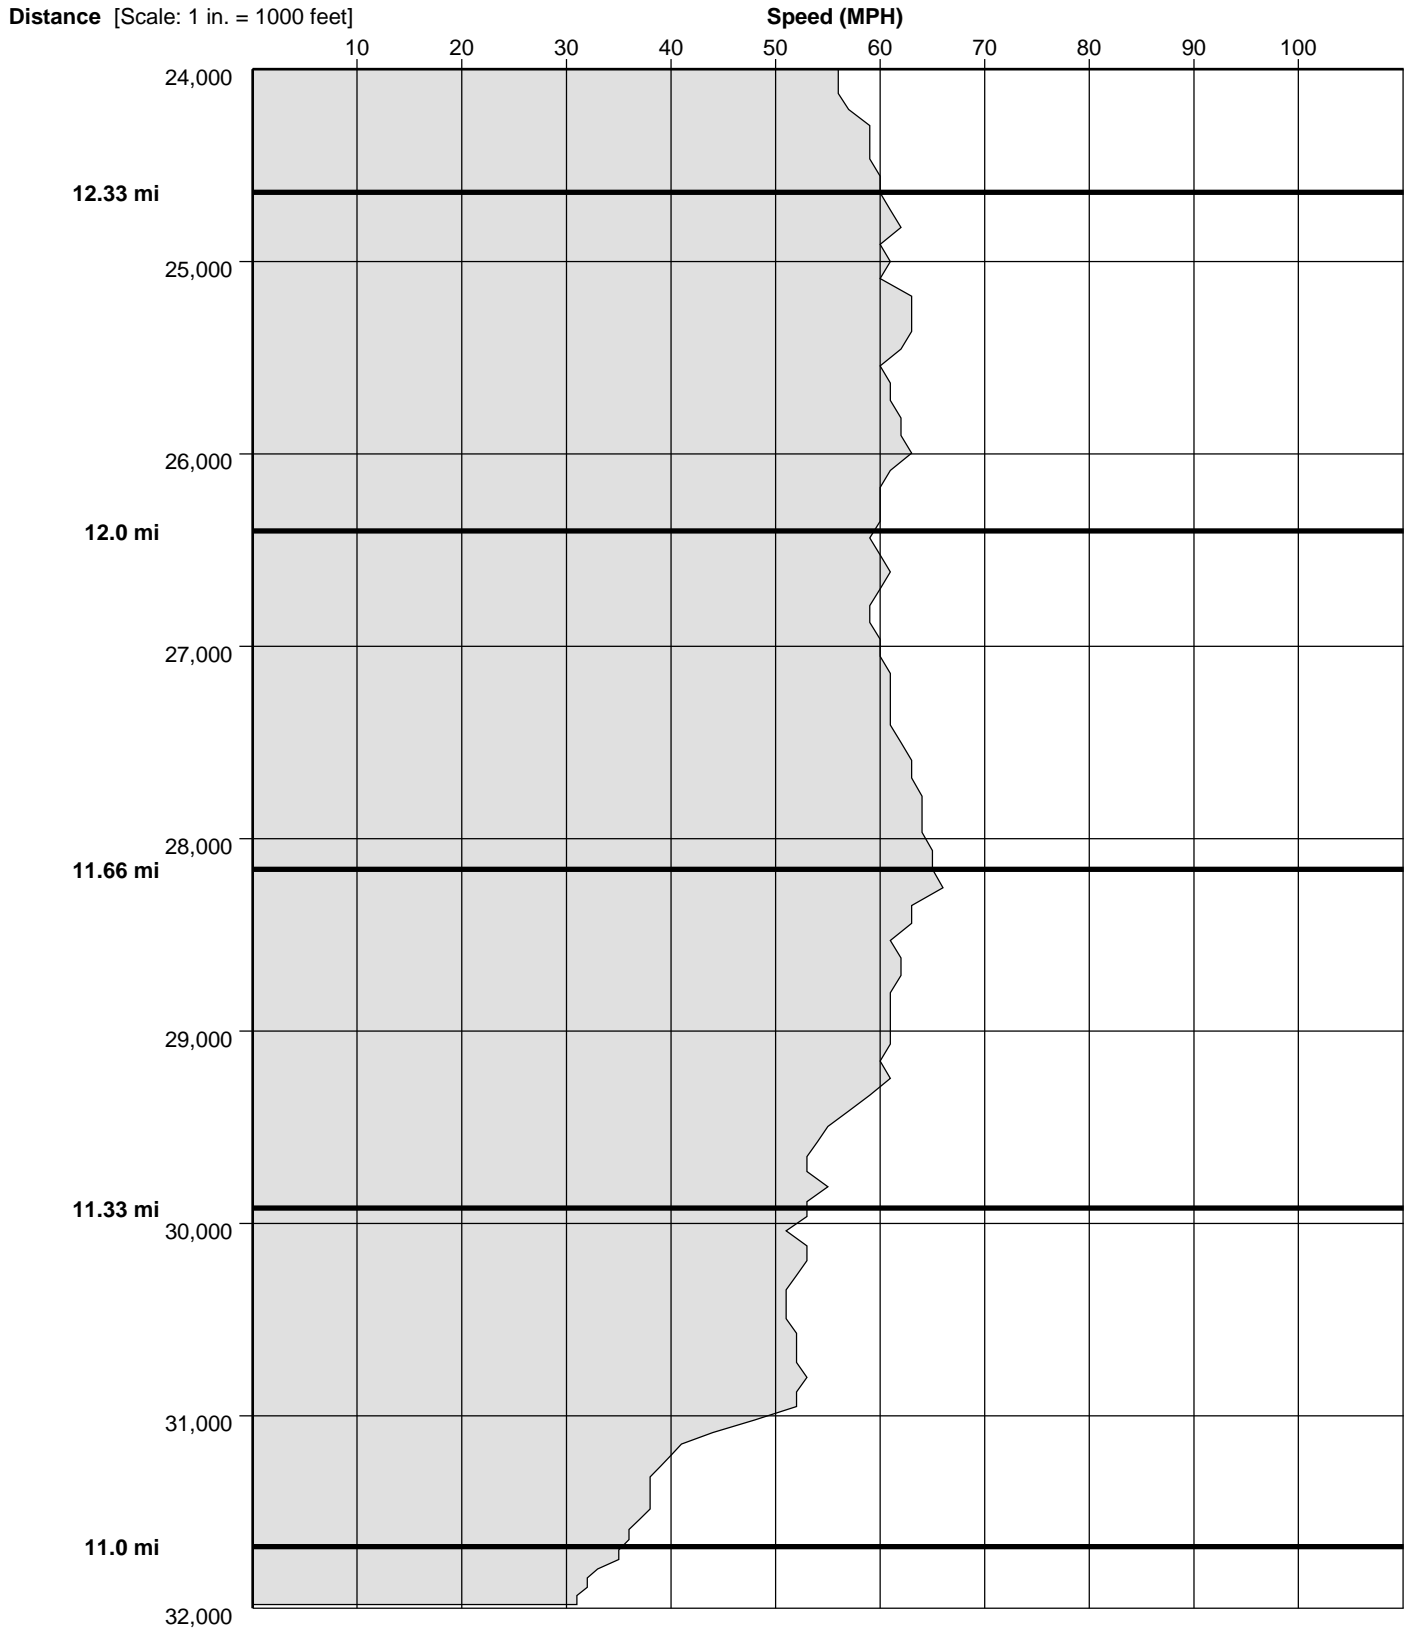 Distance [Scale: 1 in. = 1000 feet] Speed (MPH)
10 20 30 40 50 60 70 80 90 100
24,000
12.33 mi
25,000
26,000
12.0 mi
27,000
28,000
11.66 mi
29,000
11.33 mi
30,000
31,000
11.0 mi
32,000